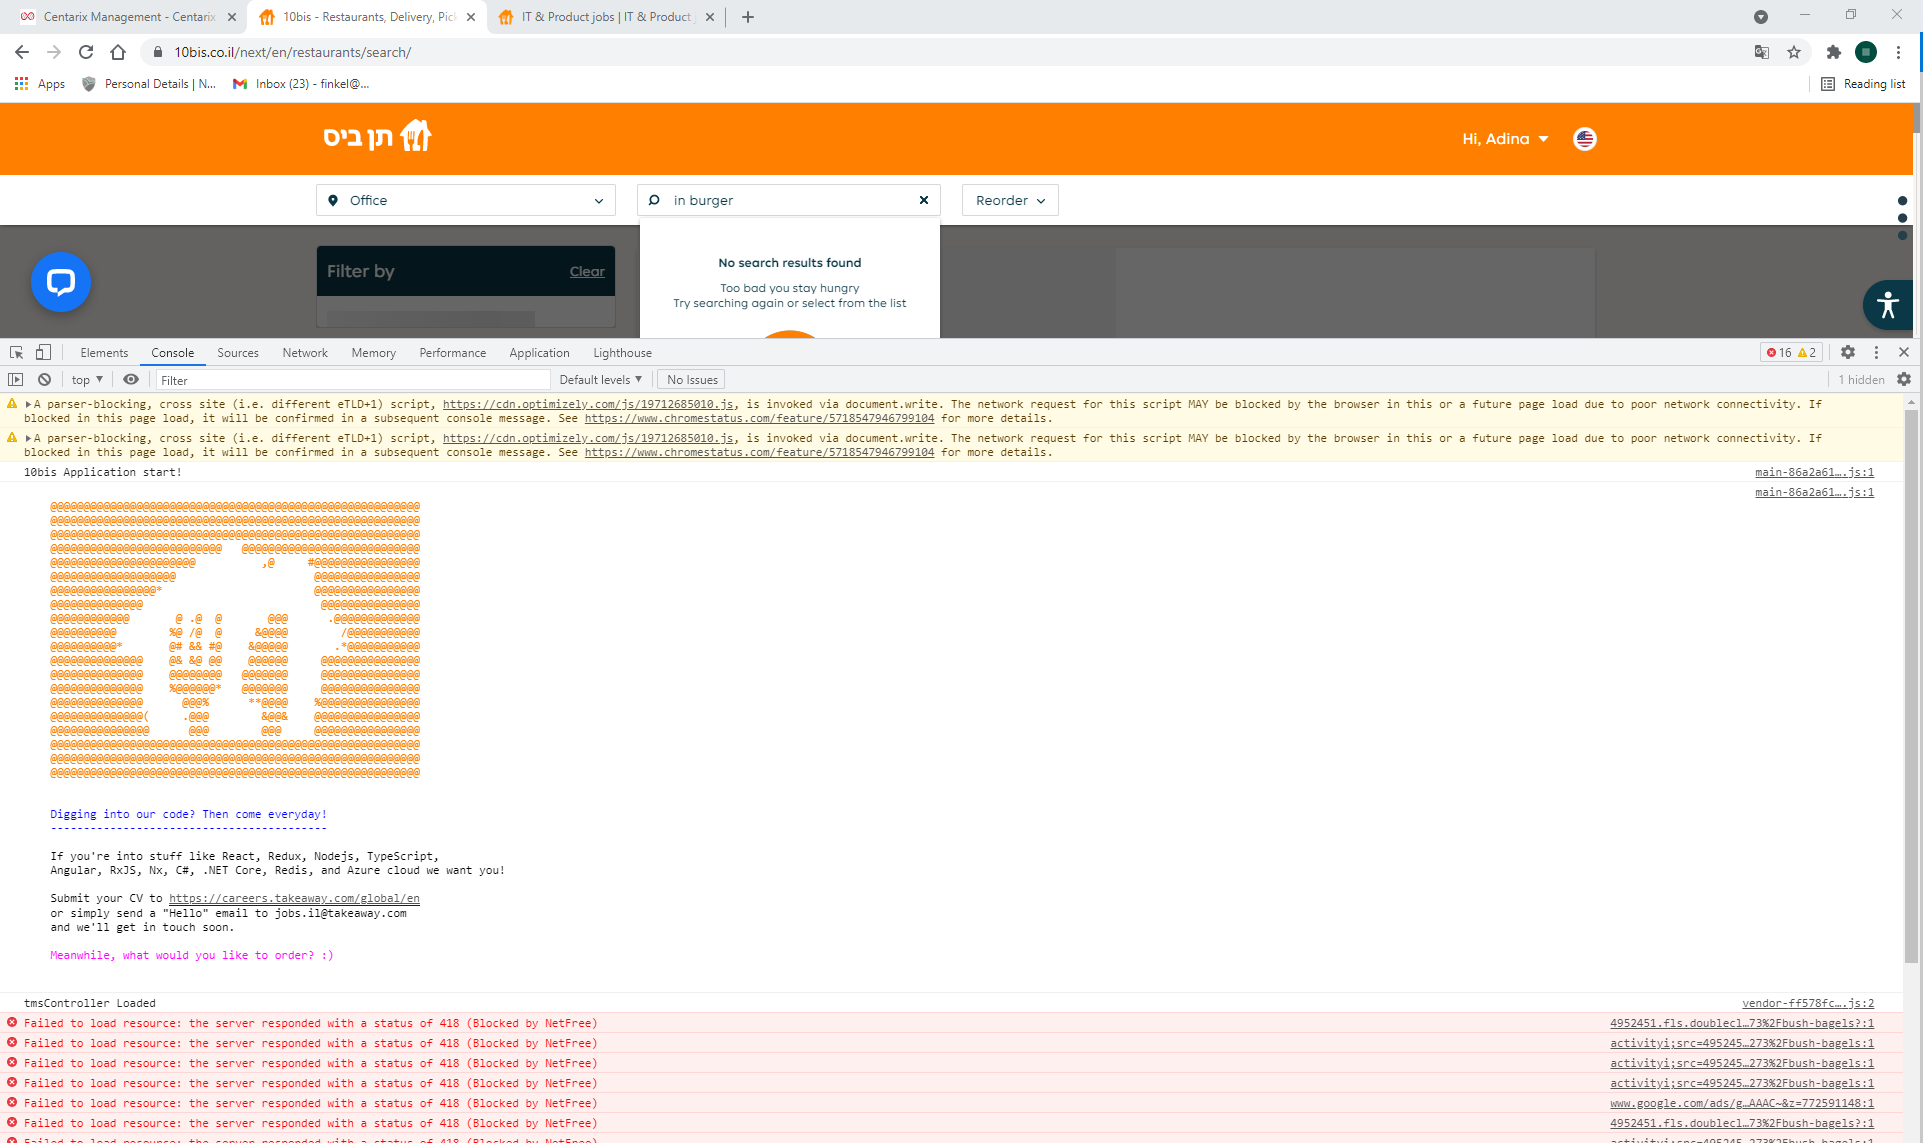 Centarix Management - Centarix
10bis - Restaurants, Delivery, Pick
IT & Product jobs | IT & Product
10bis.co.il/next/en/restaurants/search/
Apps
Personal Details | N...
Inbox (23) - finkel@...
Reading list
תן ביס
Hi, Adina
Office
in burger
Reorder
Filter by
Clear
No search results found
Too bad you stay hungry
Try searching again or select from the list
Elements Console Sources Network Memory Performance Application Lighthouse
16 2
top
Filter
Default levels
No Issues
1 hidden
A parser-blocking, cross site (i.e. different eTLD+1) script, https://cdn.optimizely.com/js/19712685010.js, is invoked via document.write. The network request for this script MAY be blocked by the browser in this or a future page load due to poor network connectivity. If
blocked in this page load, it will be confirmed in a subsequent console message. See https://www.chromestatus.com/feature/5718547946799104 for more details.
A parser-blocking, cross site (i.e. different eTLD+1) script, https://cdn.optimizely.com/js/19712685010.js, is invoked via document.write. The network request for this script MAY be blocked by the browser in this or a future page load due to poor network connectivity. If
blocked in this page load, it will be confirmed in a subsequent console message. See https://www.chromestatus.com/feature/5718547946799104 for more details.
10bis Application start! main-86a2a61….js:1
main-86a2a61….js:1
Digging into our code? Then come everyday!
------------------------------------------
If you're into stuff like React, Redux, Nodejs, TypeScript,
Angular, RxJS, Nx, C#, .NET Core, Redis, and Azure cloud we want you!
Submit your CV to https://careers.takeaway.com/global/en
or simply send a "Hello" email to jobs.il@takeaway.com
and we'll get in touch soon.
Meanwhile, what would you like to order? :)
tmsController Loaded vendor-ff578fc….js:2
Failed to load resource: the server responded with a status of 418 (Blocked by NetFree) 4952451.fls.doublecl…73%2Fbush-bagels?:1
Failed to load resource: the server responded with a status of 418 (Blocked by NetFree) activityi;src=495245…273%2Fbush-bagels:1
Failed to load resource: the server responded with a status of 418 (Blocked by NetFree) activityi;src=495245…273%2Fbush-bagels:1
Failed to load resource: the server responded with a status of 418 (Blocked by NetFree) activityi;src=495245…273%2Fbush-bagels:1
Failed to load resource: the server responded with a status of 418 (Blocked by NetFree) www.google.com/ads/g…AAAC~&z=772591148:1
Failed to load resource: the server responded with a status of 418 (Blocked by NetFree) 4952451.fls.doublecl…73%2Fbush-bagels?:1